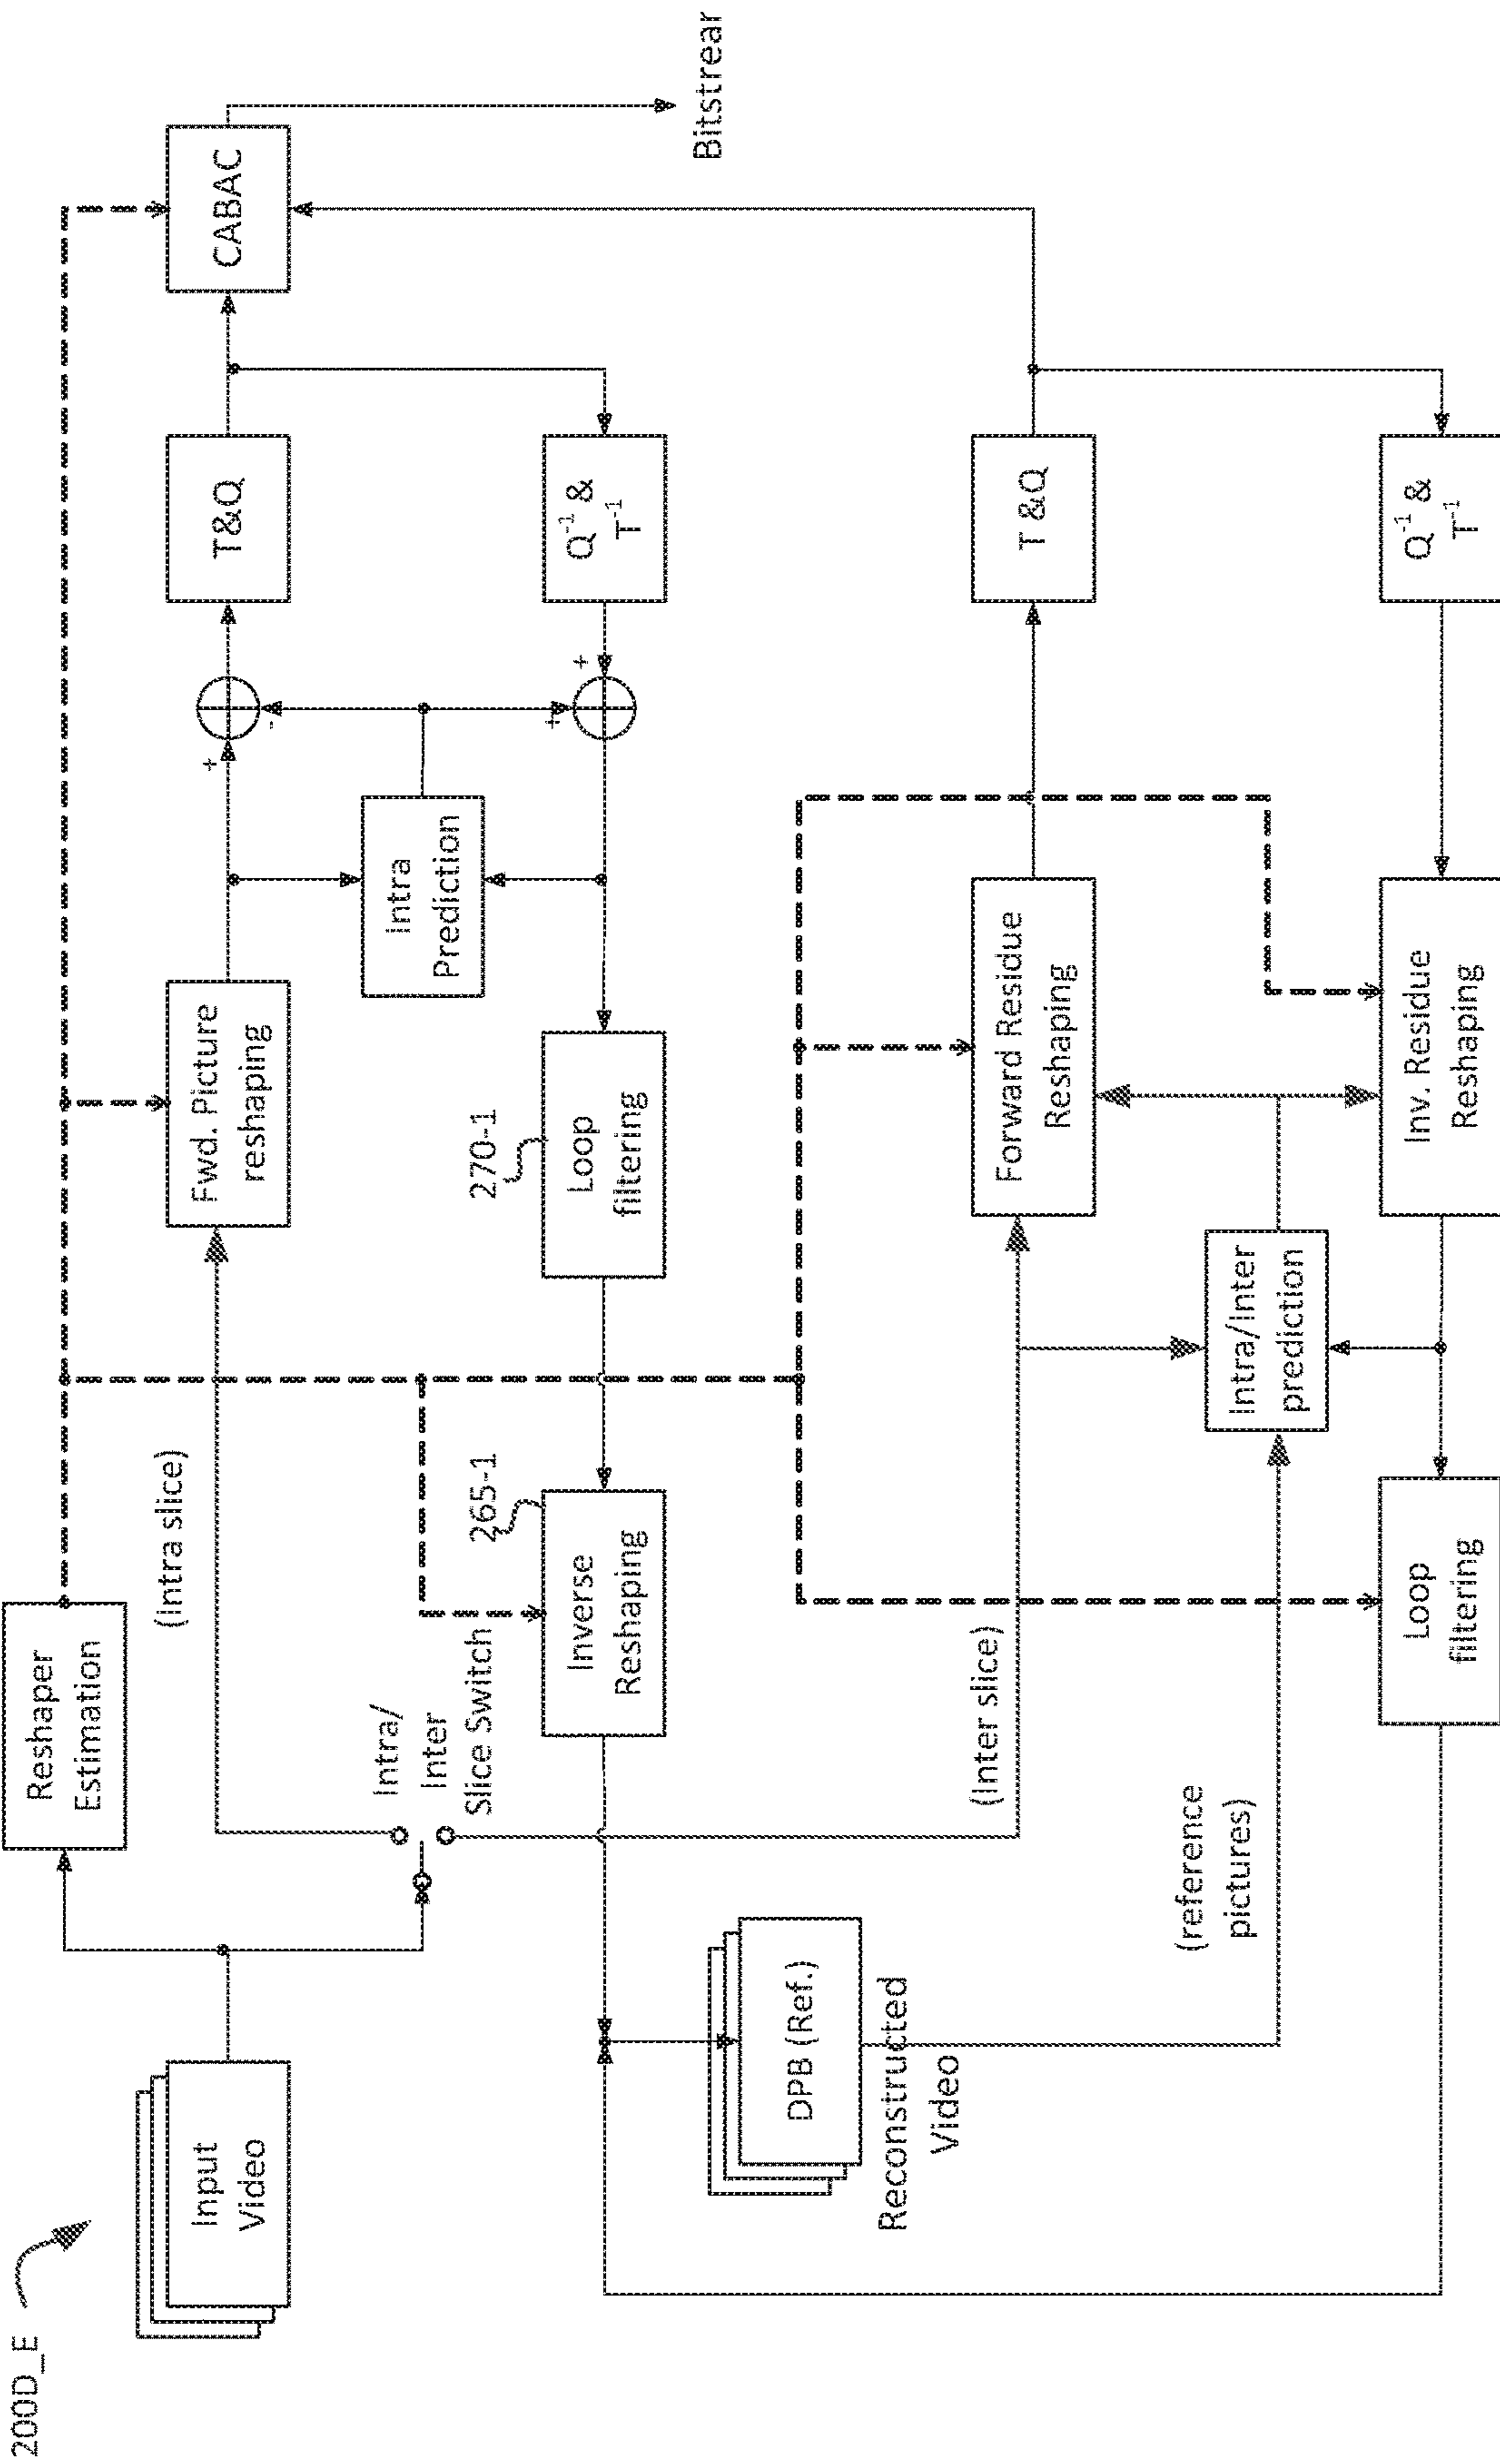 200D_E
Input
Video
Reshaper
Estimation
(intra slice)
Fwd. Picture
reshaping
T&Q
CABAC
Bitstrear
Intra/
Inter
Slice Switch
Intra
Prediction
+
-
+
+
265-1
Inverse
Reshaping
270-1
Loop
filtering
Q⁻¹ &
T⁻¹
DPB (Ref.)
Reconstructed
Video
(Inter slice)
Forward Residue
Reshaping
T &Q
(reference
pictures)
Intra/Inter
prediction
Loop
filtering
Inv. Residue
Reshaping
Q⁻¹ &
T⁻¹